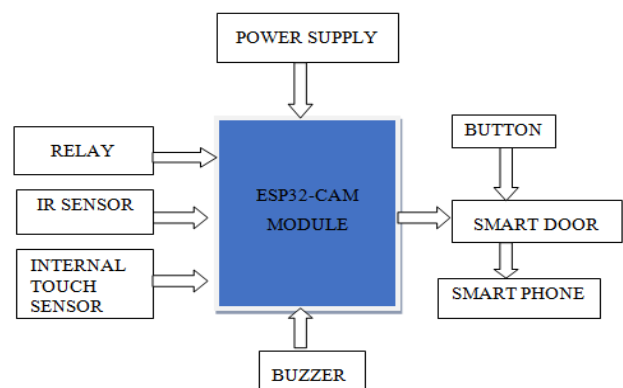 POWER SUPPLY
RELAY
IR SENSOR
INTERNAL
TOUCH
SENSOR
ESP32-CAM
MODULE
BUTTON
SMART DOOR
SMART PHONE
BUZZER